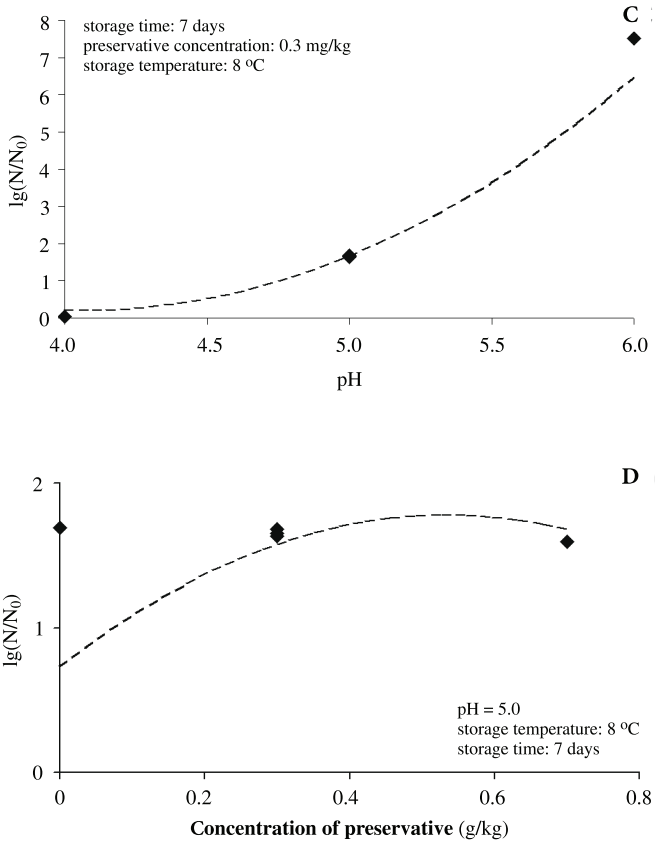 C
storage time: 7 days
preservative concentration: 0.3 mg/kg
storage temperature: 8 ºC
8
7
6
5
4
3
2
1
0
lg(N/N₀)
4.0 4.5 5.0 5.5 6.0
pH
D
2
1
0
lg(N/N₀)
pH = 5.0
storage temperature: 8 ºC
storage time: 7 days
0 0.2 0.4 0.6 0.8
Concentration of preservative (g/kg)